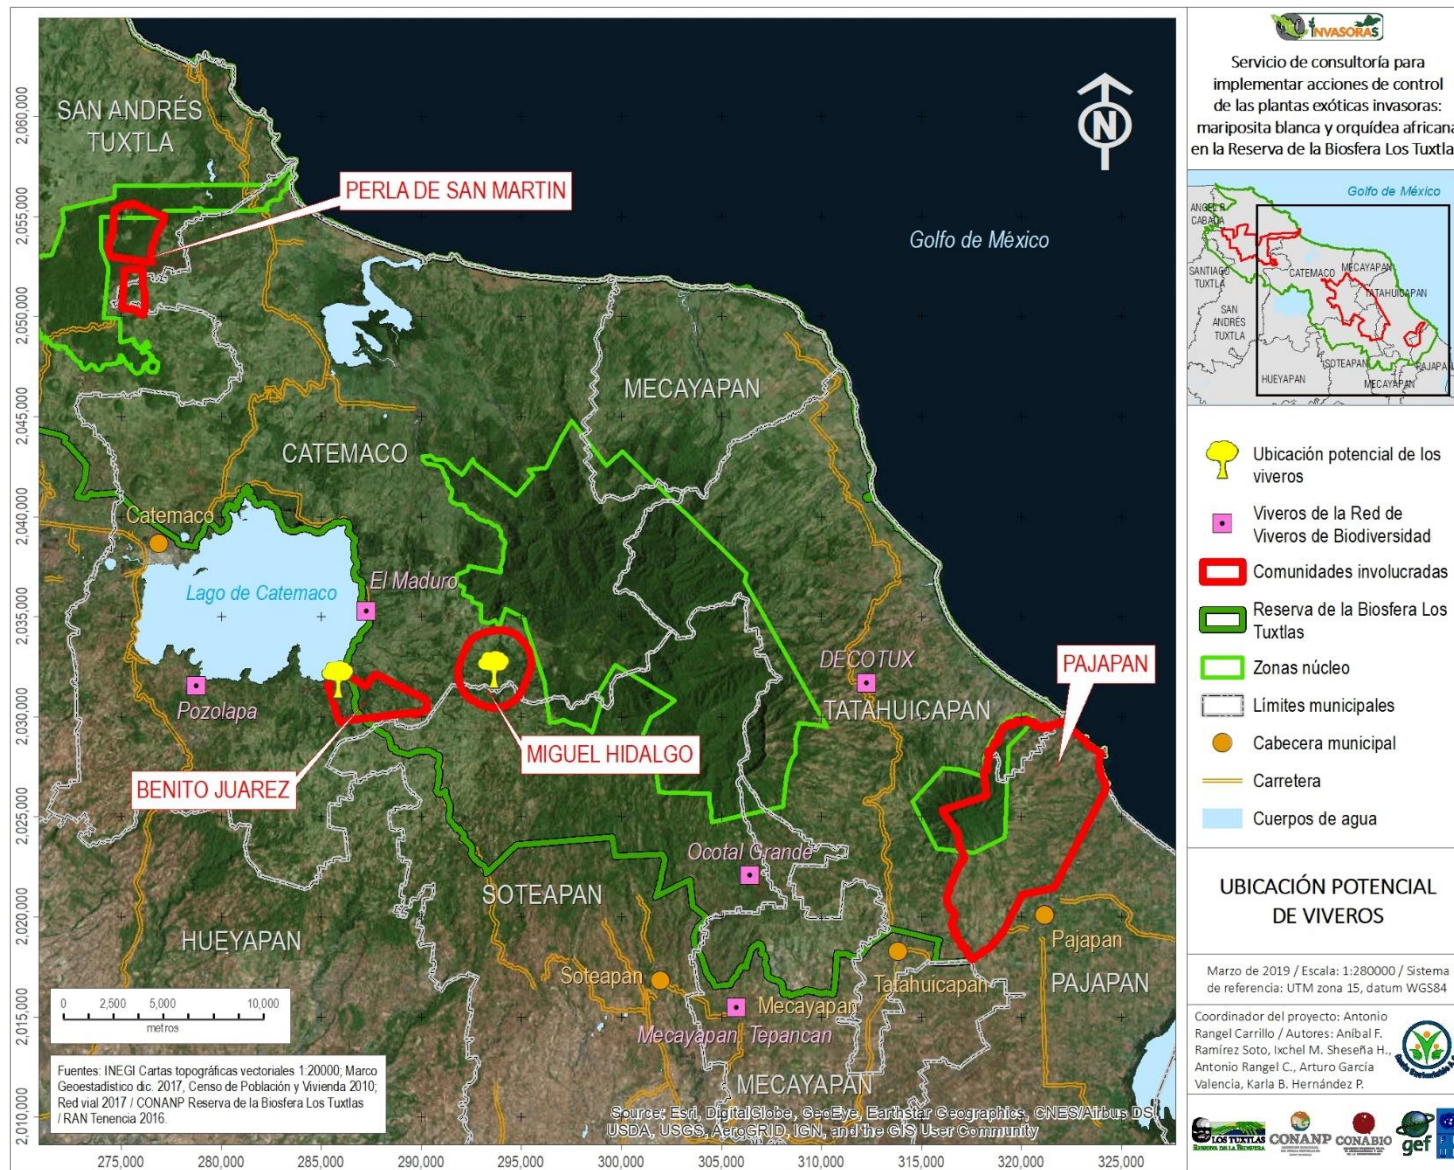 SAN ANDRÉS
TUXTLA
PERLA DE SAN MARTIN
Golfo de México
MECAYAPAN
CATEMACO
Catemaco
Lago de Catemaco
El Maduro
Pozolapa
DECOTUX
TATAHUICAPAN
PAJAPAN
MIGUEL HIDALGO
BENITO JUAREZ
Ocotal Grande
SOTEAPAN
HUEYAPAN
Soteapan
Mecayapan
Tatahuicapan
Pajapan
PAJAPAN
Mecayapan Tepancan
MECAYAPAN
2,060,000
2,055,000
2,050,000
2,045,000
2,040,000
2,035,000
2,030,000
2,025,000
2,020,000
2,015,000
2,010,000
275,000 280,000 285,000 290,000 295,000 300,000 305,000 310,000 315,000 320,000 325,000
N
0 2,500 5,000 10,000
metros
Fuentes: INEGI Cartas topográficas vectoriales 1:20000; Marco
Geoestadístico dic. 2017, Censo de Población y Vivienda 2010;
Red vial 2017 / CONANP Reserva de la Biosfera Los Tuxtlas
/ RAN Tenencia 2016.
Source: Esri, DigitalGlobe, GeoEye, Earthstar Geographics, CNES/Airbus DS,
USDA, USGS, AeroGRID, IGN, and the GIS User Community
INVASORAS
Servicio de consultoría para
implementar acciones de control
de las plantas exóticas invasoras:
mariposita blanca y orquídea africana
en la Reserva de la Biosfera Los Tuxtla
Golfo de México
ANGEL R.
CABADA
SANTIAGO
TUXTLA
SAN
ANDRÉS
TUXTLA
CATEMACO
MECAYAPAN
TATAHUICAPAN
HUEYAPAN
SOTEAPAN
MECAYAPAN
PAJAPA
Ubicación potencial de los
viveros
Viveros de la Red de
Viveros de Biodiversidad
Comunidades involucradas
Reserva de la Biosfera Los
Tuxtlas
Zonas núcleo
Límites municipales
Cabecera municipal
Carretera
Cuerpos de agua
UBICACIÓN POTENCIAL
DE VIVEROS
Marzo de 2019 / Escala: 1:280000 / Sistema
de referencia: UTM zona 15, datum WGS84
Coordinador del proyecto: Antonio
Rangel Carrillo / Autores: Aníbal F.
Ramírez Soto, Ixchel M. Sheseña H.,
Antonio Rangel C., Arturo García
Valencia, Karla B. Hernández P.
LOS TUXTLAS
RESERVA DE LA BIOSFERA
CONANP
CONABIO
gef